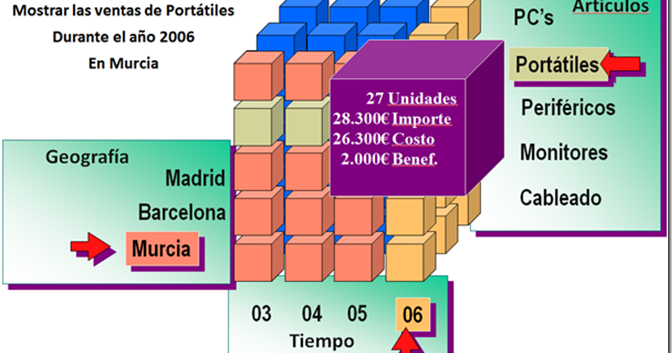 Mostrar las ventas de Portátiles
Durante el año 2006
En Murcia
Artículos
PC's
Portátiles
Periféricos
Monitores
Cableado
27 Unidades
28.300€ Importe
26.300€ Costo
2.000€ Benef.
Geografía
Madrid
Barcelona
Murcia
03 04 05 06
Tiempo